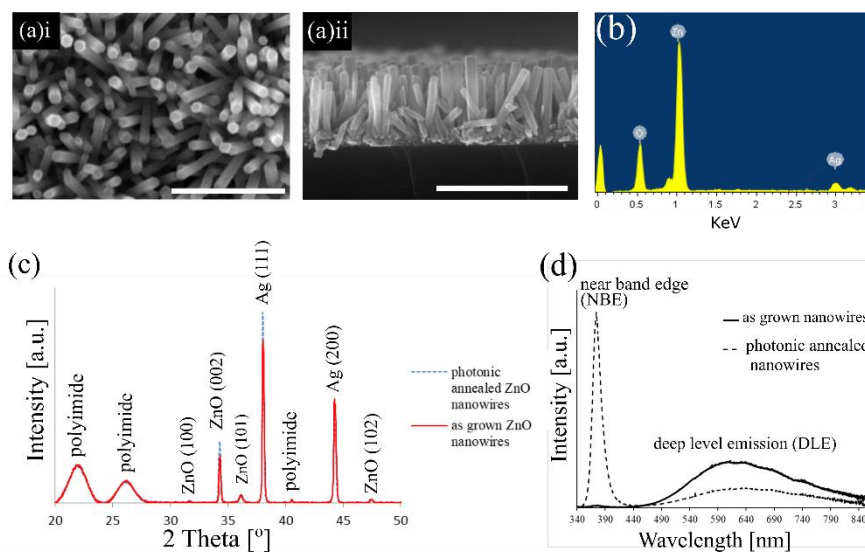 (a)i
(a)ii
(b)
Zn
O
Ag
0 0.5 1 1.5 2 2.5 3
KeV
(c)
Intensity [a.u.]
polyimide
polyimide
ZnO (100)
ZnO (002)
ZnO (101)
Ag (111)
polyimide
Ag (200)
ZnO (102)
photonic
annealed ZnO
nanowires
as grown ZnO
nanowires
20 25 30 35 40 45 50
2 Theta [º]
(d)
near band edge
(NBE)
as grown nanowires
photonic annealed
nanowires
Intensity [a.u.]
deep level emission (DLE)
340 390 440 490 540 590 640 690 740 790 840
Wavelength [nm]